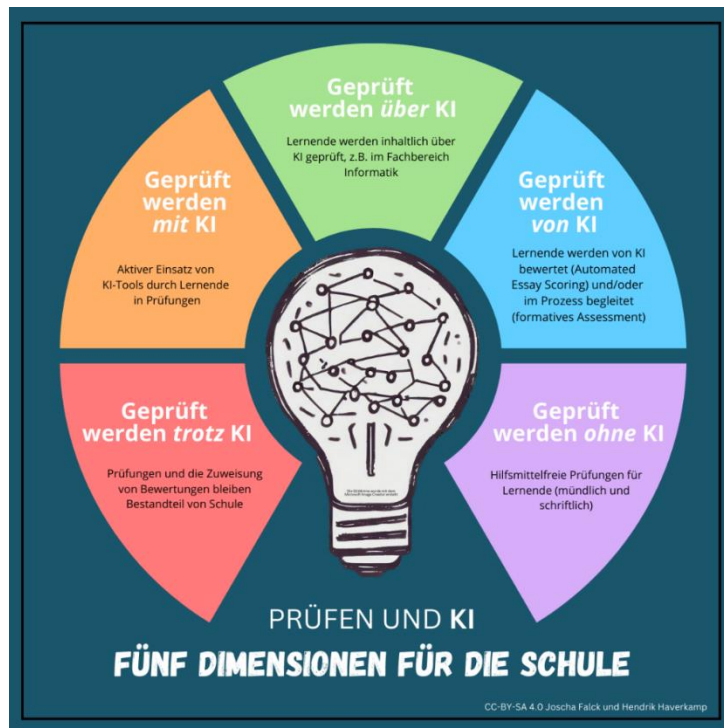 Geprüft
werden über KI
Lernende werden inhaltlich über
KI geprüft, z.B. im Fachbereich
Informatik
Geprüft
werden
mit KI
Aktiver Einsatz von
KI-Tools durch Lernende
in Prüfungen
Geprüft
werden
von KI
Lernende werden von KI
bewertet (Automated
Essay Scoring) und/oder
im Prozess begleitet
(formatives Assessment)
Geprüft
werden trotz KI
Prüfungen und die Zuweisung
von Bewertungen bleiben
Bestandteil von Schule
Geprüft
werden ohne KI
Hilfsmittelfreie Prüfungen für
Lernende (mündlich und
schriftlich)
PRÜFEN UND KI
FÜNF DIMENSIONEN FÜR DIE SCHULE
CC-BY-SA 4.0 Joscha Falck und Hendrik Haverkamp